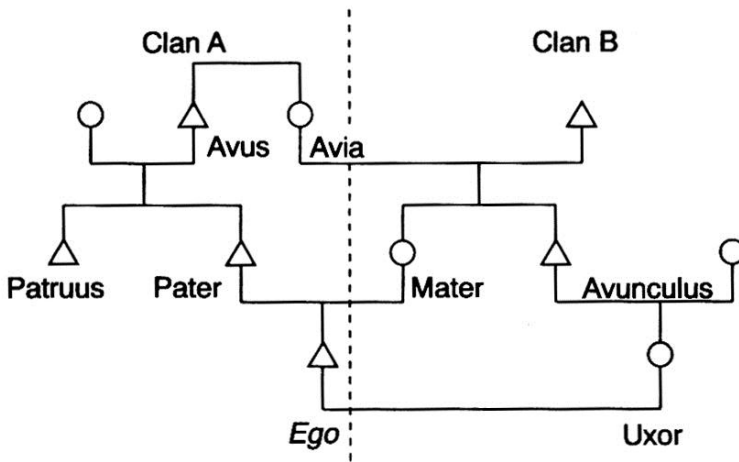 Clan A
Clan B
Avus
Avia
Patruus
Pater
Mater
Avunculus
Ego
Uxor